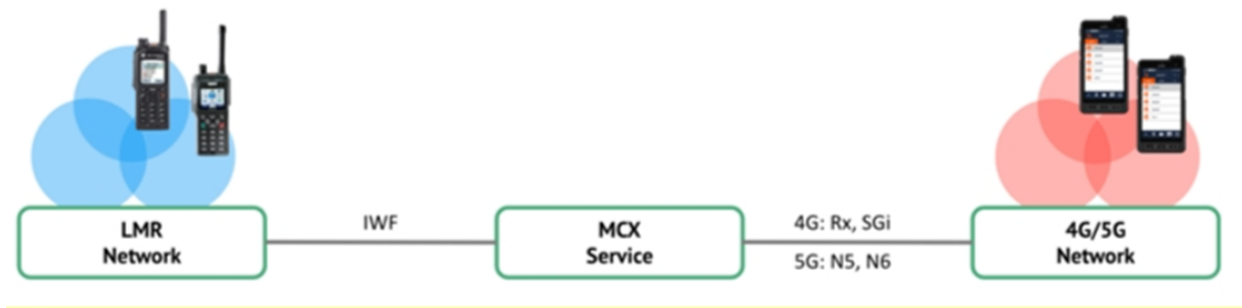 LMR
Network
IWF
MCX
Service
4G: Rx, SGi
5G: N5, N6
4G/5G
Network